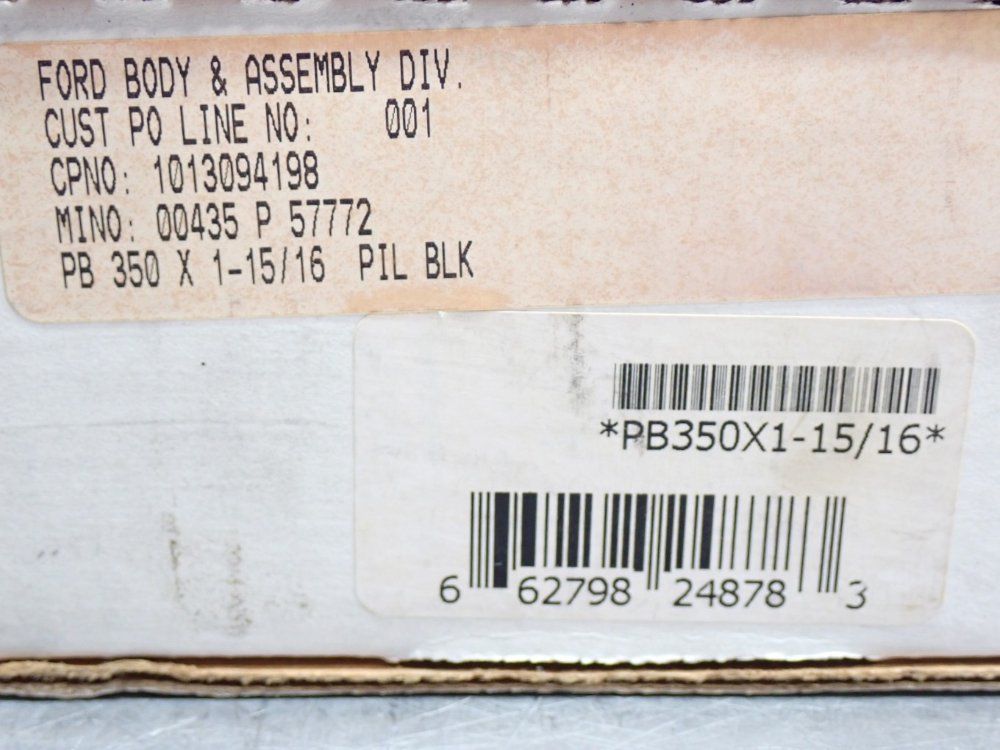 FORD BODY & ASSEMBLY DIV.
CUST PO LINE NO: 001
CPNO: 1013094198
MINO: 00435 P 57772
PB 350 X 1-15/16 PIL BLK
*PB350X1-15/16*
6 62798 24878 3